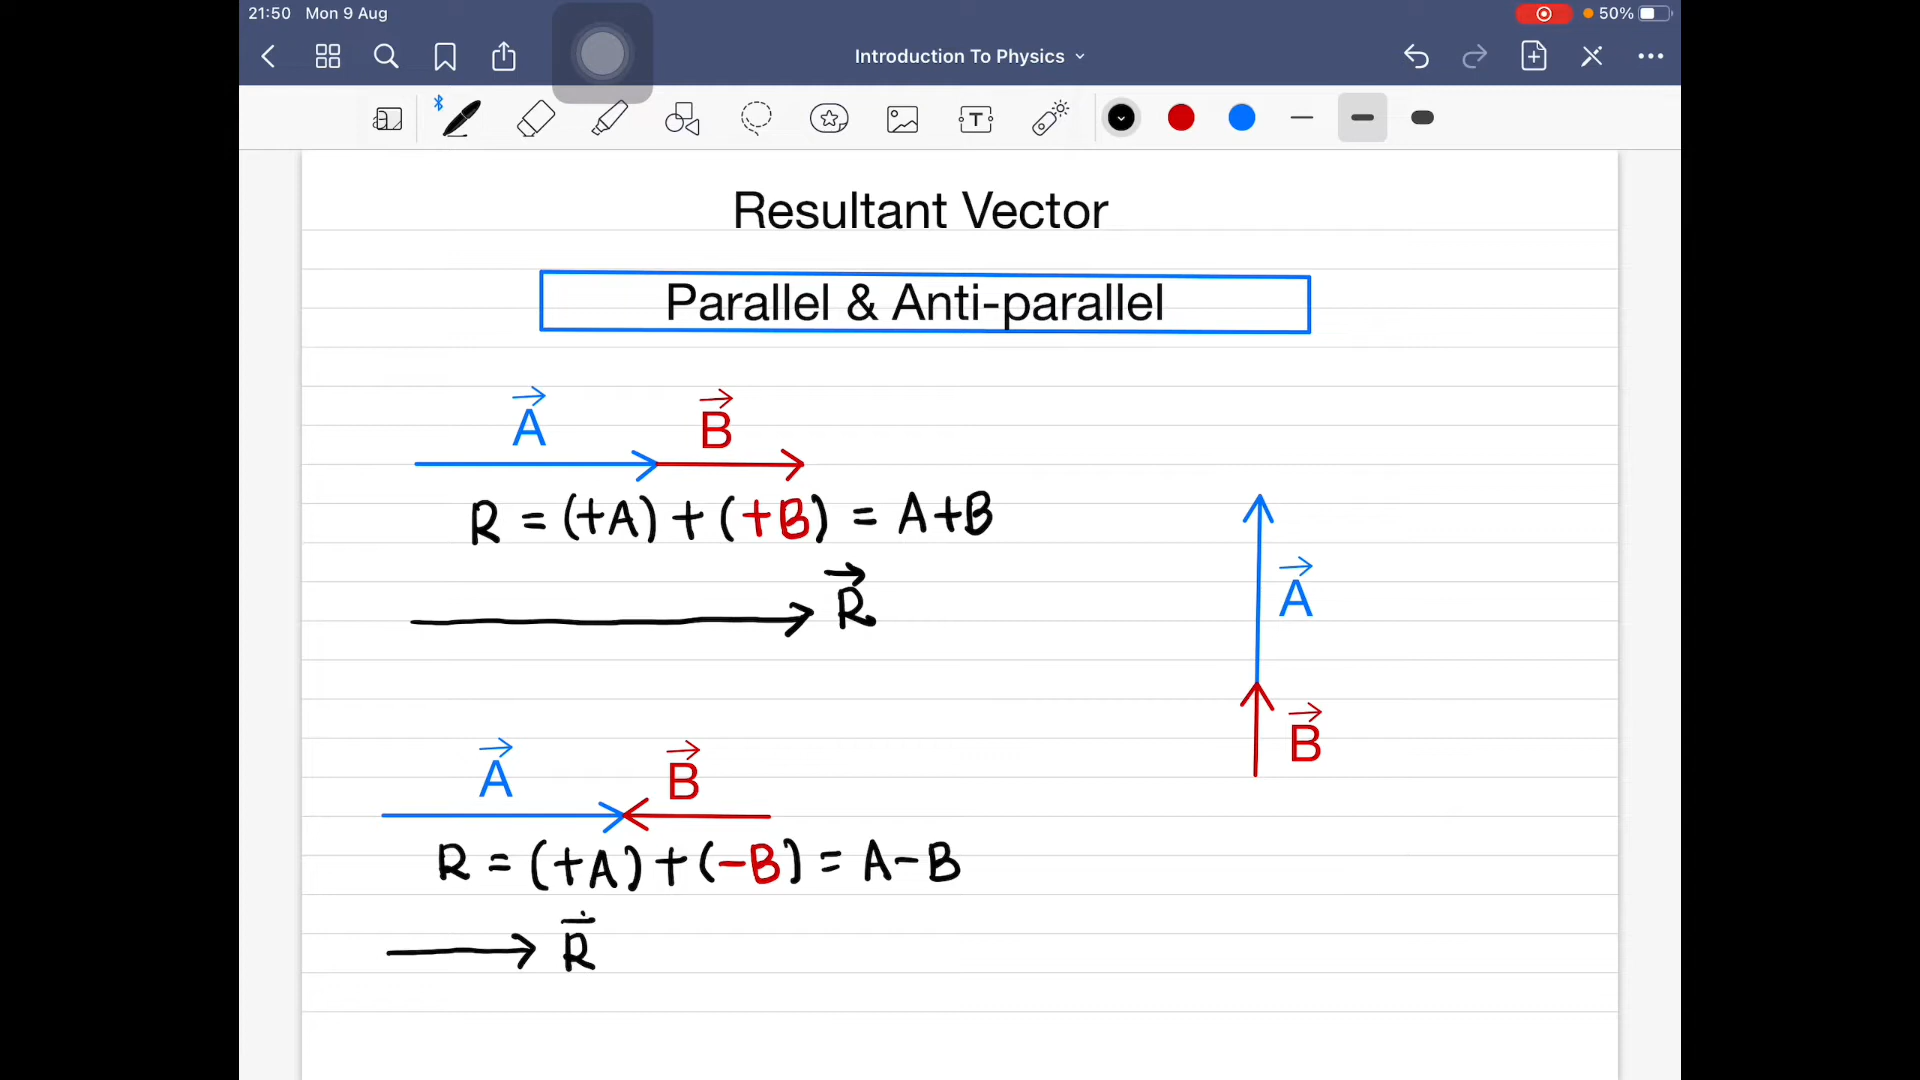 21:50 Mon 9 Aug 50%
Introduction To Physics
T
Resultant Vector
Parallel & Anti-parallel
A B
R = (+A) + (+B) = A+B
R
A
B
A B
R = (+A) + (-B) = A-B
R